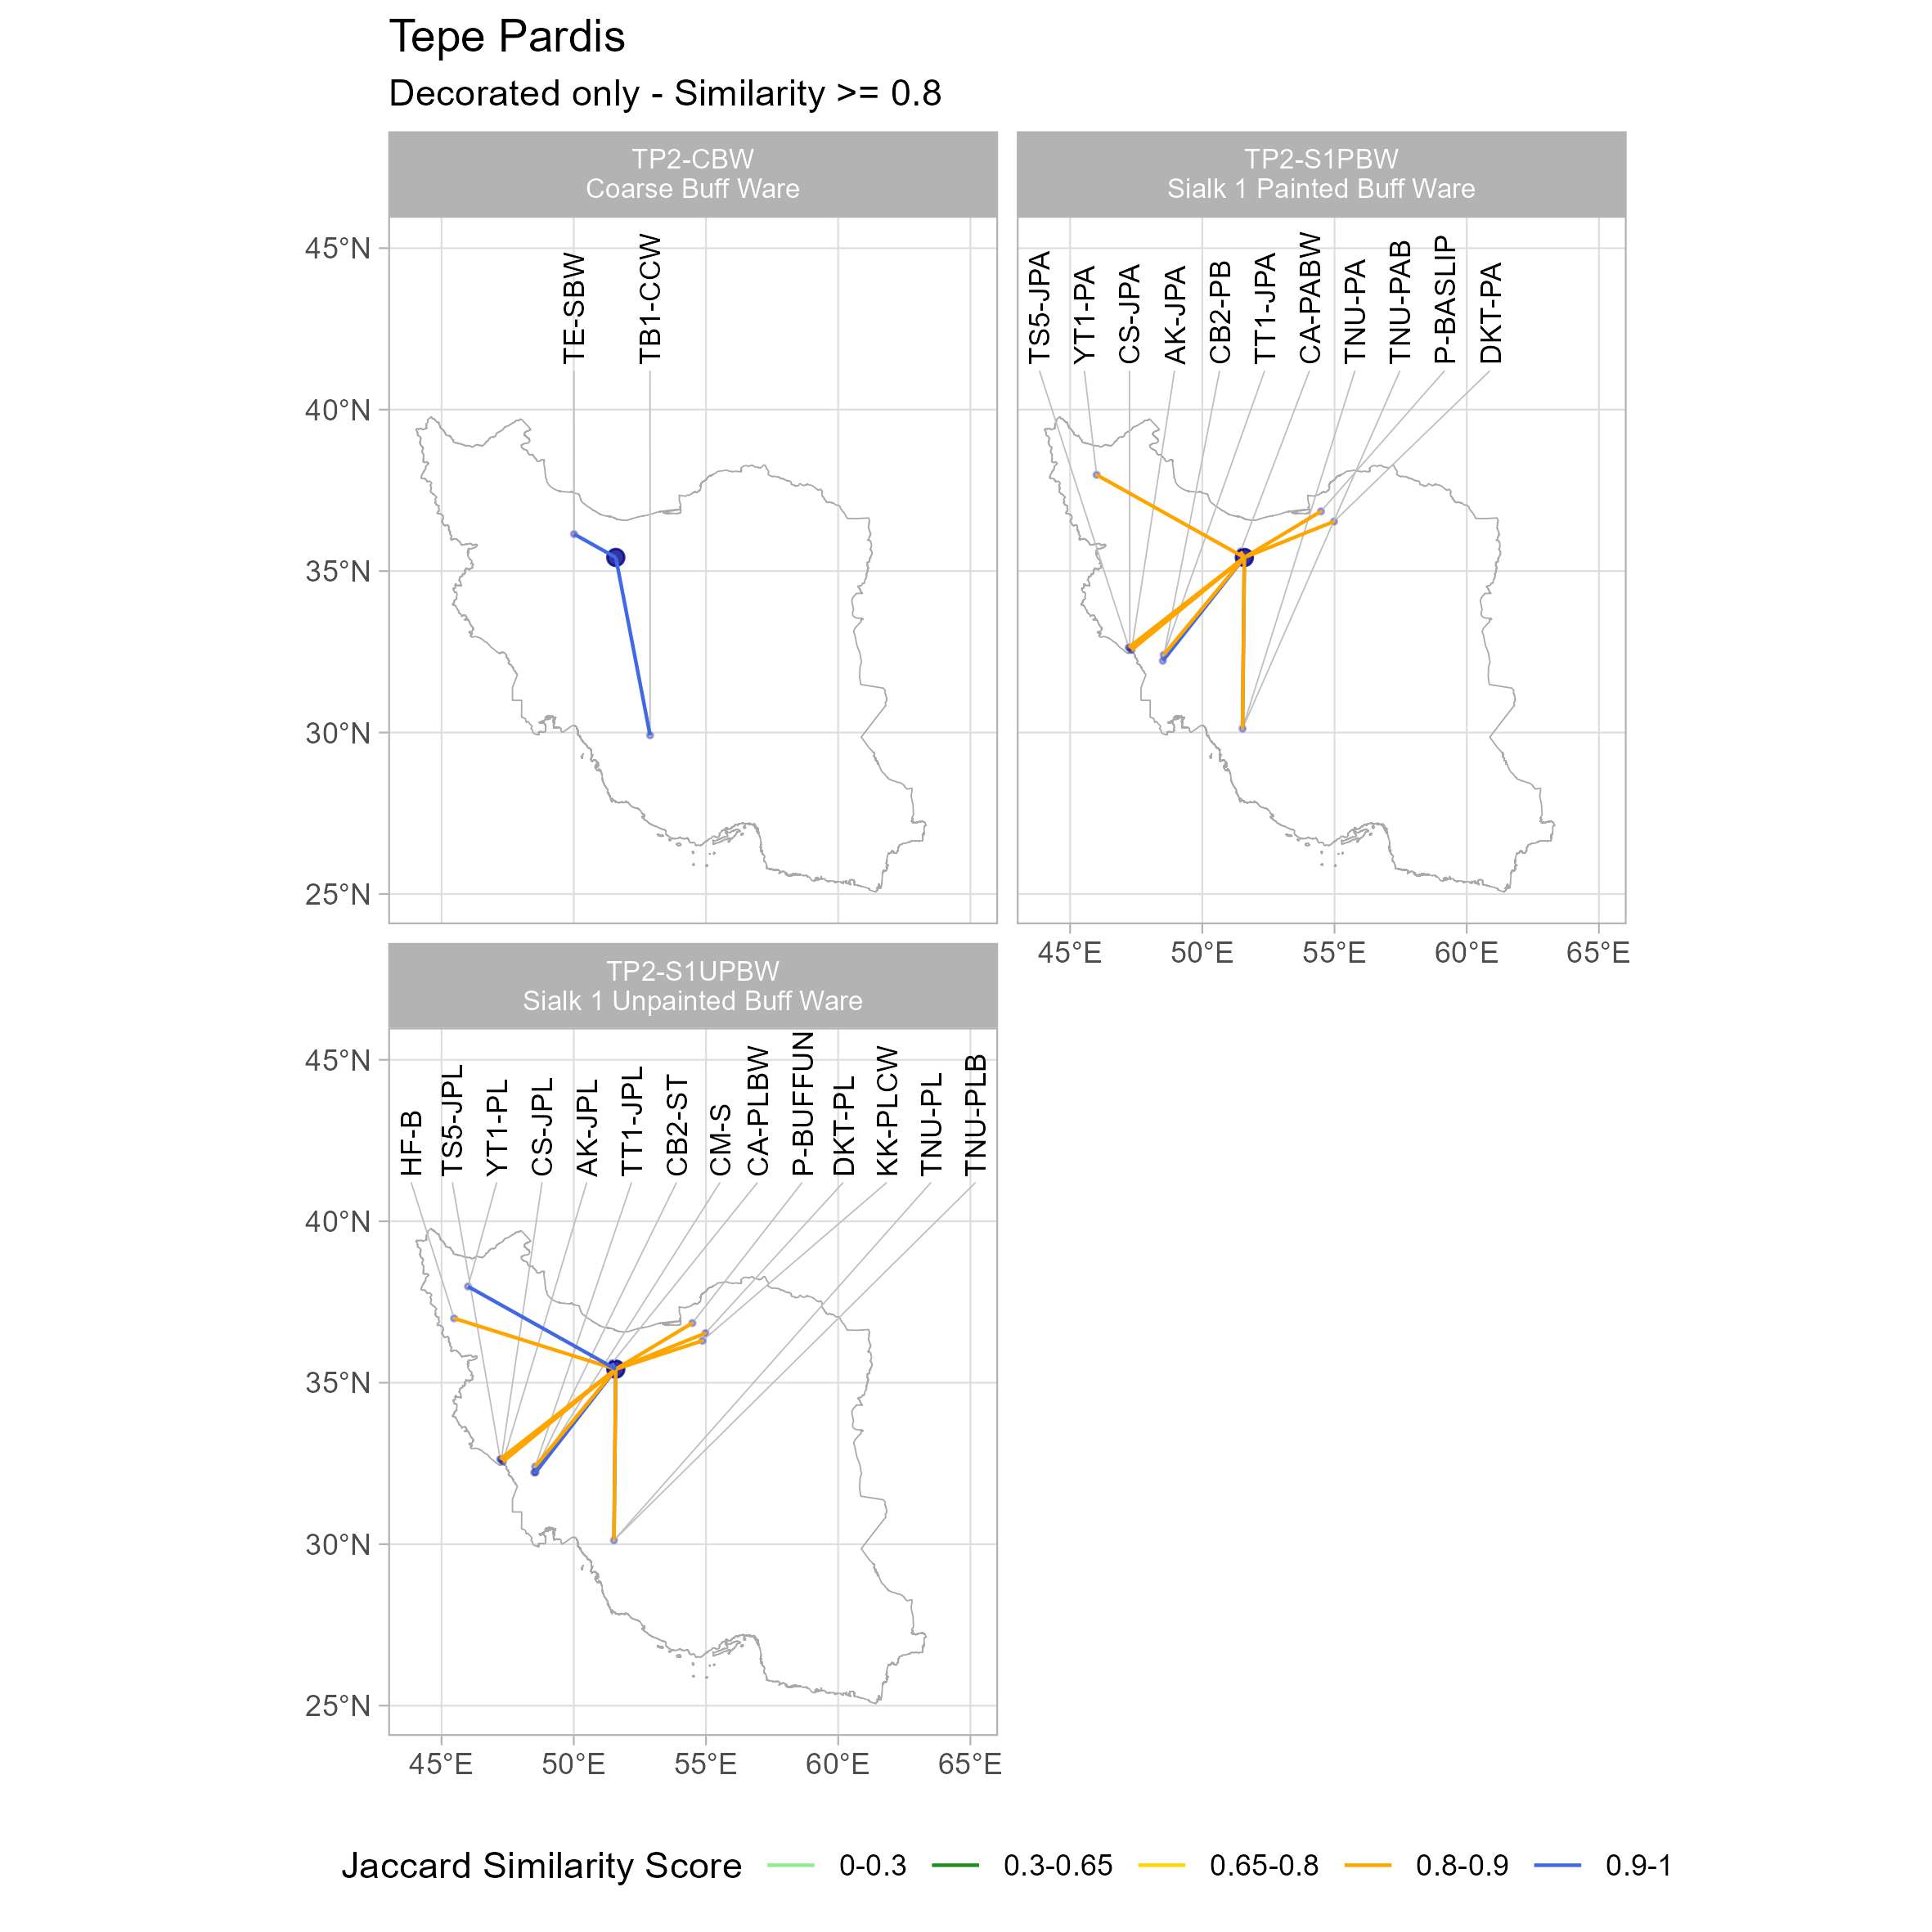 Tepe Pardis
Decorated only - Similarity >= 0.8
TP2-CBW
Coarse Buff Ware
TP2-S1PBW
Sialk 1 Painted Buff Ware
45°N
40°N
35°N
30°N
25°N
TE-SBW
TB1-CCW
TS5-JPA
YT1-PA
CS-JPA
AK-JPA
CB2-PB
TT1-JPA
CA-PABW
TNU-PA
TNU-PAB
P-BASLIP
DKT-PA
45°E
50°E
55°E
60°E
65°E
TP2-S1UPBW
Sialk 1 Unpainted Buff Ware
45°N
40°N
35°N
30°N
25°N
HF-B
TS5-JPL
YT1-PL
CS-JPL
AK-JPL
TT1-JPL
CB2-ST
CM-S
CA-PLBW
P-BUFFUN
DKT-PL
KK-PLCW
TNU-PL
TNU-PLB
45°E
50°E
55°E
60°E
65°E
Jaccard Similarity Score
0-0.3
0.3-0.65
0.65-0.8
0.8-0.9
0.9-1